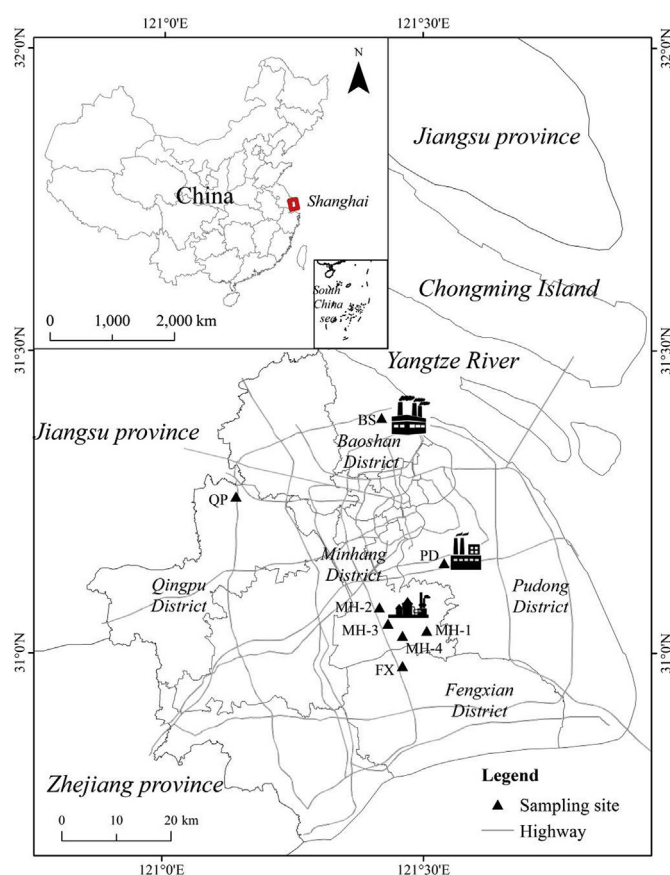 121°0'E
121°30'E
32°0'N
32°0'N
N
Jiangsu province
China
Shanghai
South
China
sea
Chongming Island
0
1,000
2,000 km
31°30'N
31°30'N
Yangtze River
BS
Jiangsu province
Baoshan
District
QP
PD
Minhang
District
Qingpu
District
Pudong
District
MH-2
MH-3
MH-1
MH-4
31°0'N
31°0'N
FX
Fengxian
District
Zhejiang province
Legend
Sampling site
Highway
0
10
20 km
121°0'E
121°30'E